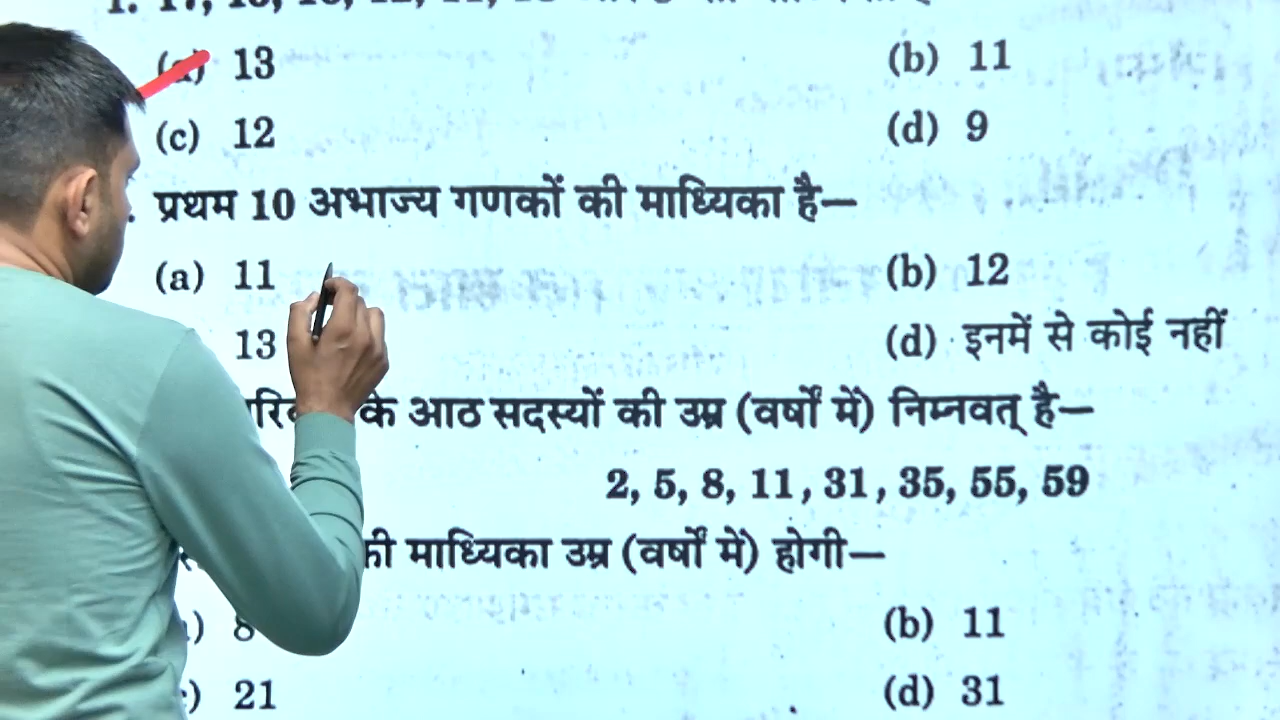 (a) 13
(b) 11
(c) 12
(d) 9
प्रथम 10 अभाज्य गणकों की माध्यिका है—
(a) 11
(b) 12
13
(d) इनमें से कोई नहीं
के आठ सदस्यों की उम्र (वर्षों में) निम्नवत् है—
2, 5, 8, 11, 31, 35, 55, 59
की माध्यिका उम्र (वर्षों में) होगी—
8
(b) 11
21
(d) 31